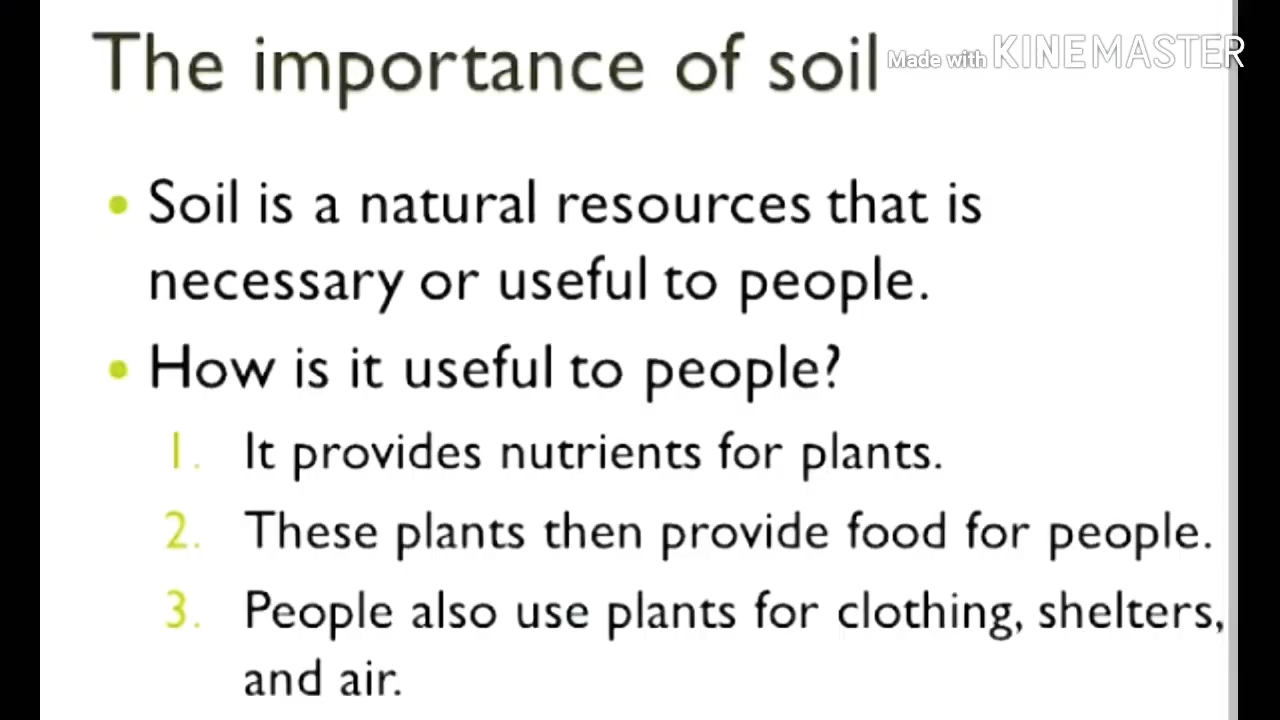 The importance of soil
Made with KINEMASTER
• Soil is a natural resources that is
necessary or useful to people.
• How is it useful to people?
1. It provides nutrients for plants.
2. These plants then provide food for people.
3. People also use plants for clothing, shelters,
and air.